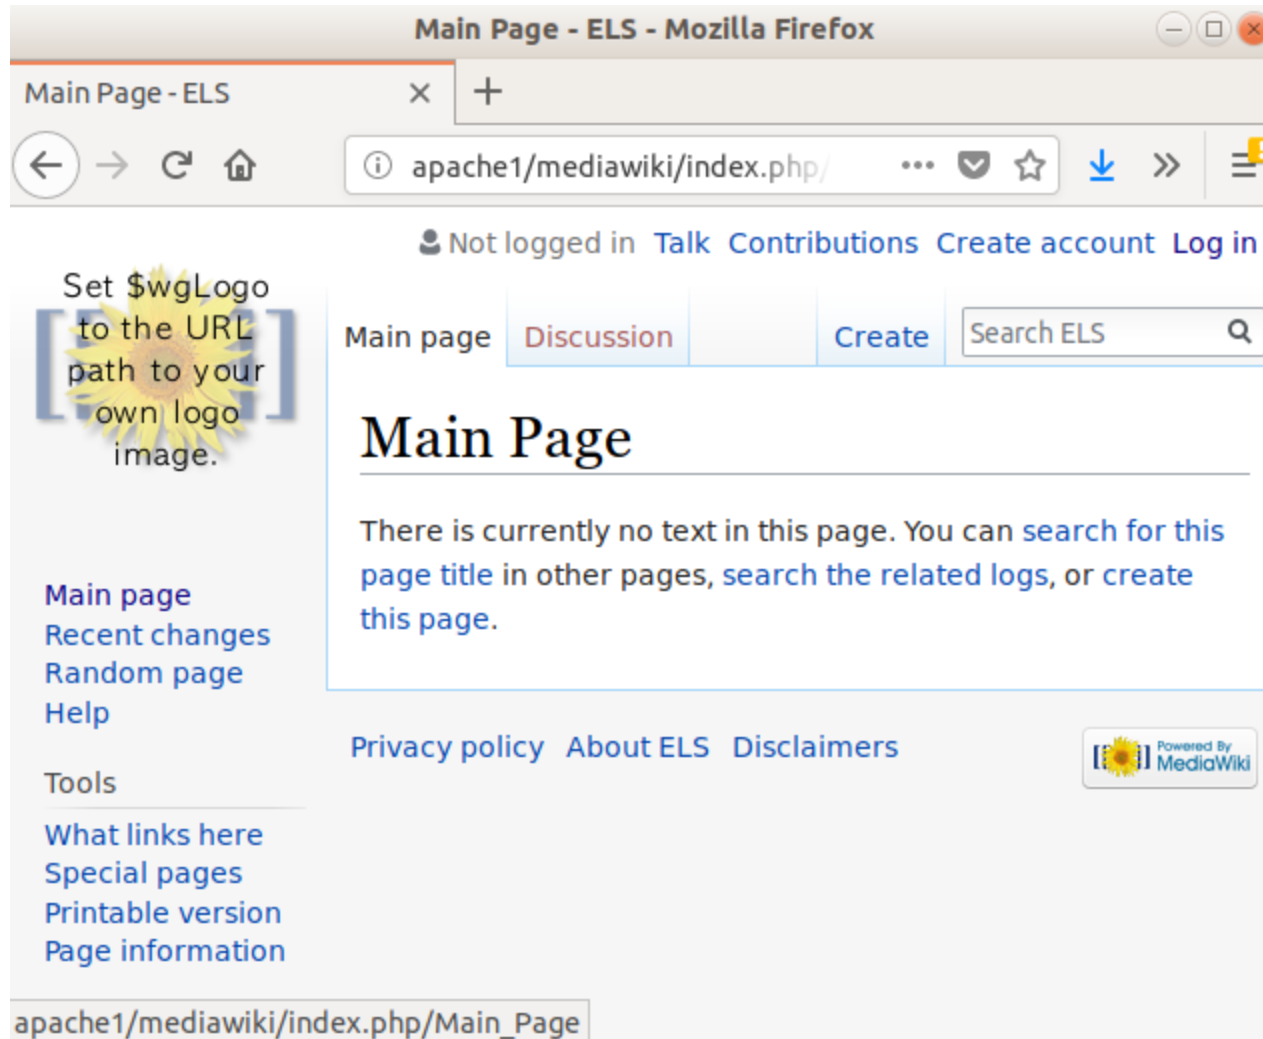 Main Page - ELS - Mozilla Firefox
Main Page - ELS
apache1/mediawiki/index.php/
Not logged in Talk Contributions Create account Log in
Set $wgLogo
to the URL
path to your
own logo
image.
Main page Discussion Create Search ELS
Main Page
There is currently no text in this page. You can search for this
page title in other pages, search the related logs, or create
this page.
Main page
Recent changes
Random page
Help
Tools
What links here
Special pages
Printable version
Page information
Privacy policy About ELS Disclaimers
Powered By
MediaWiki
apache1/mediawiki/index.php/Main_Page